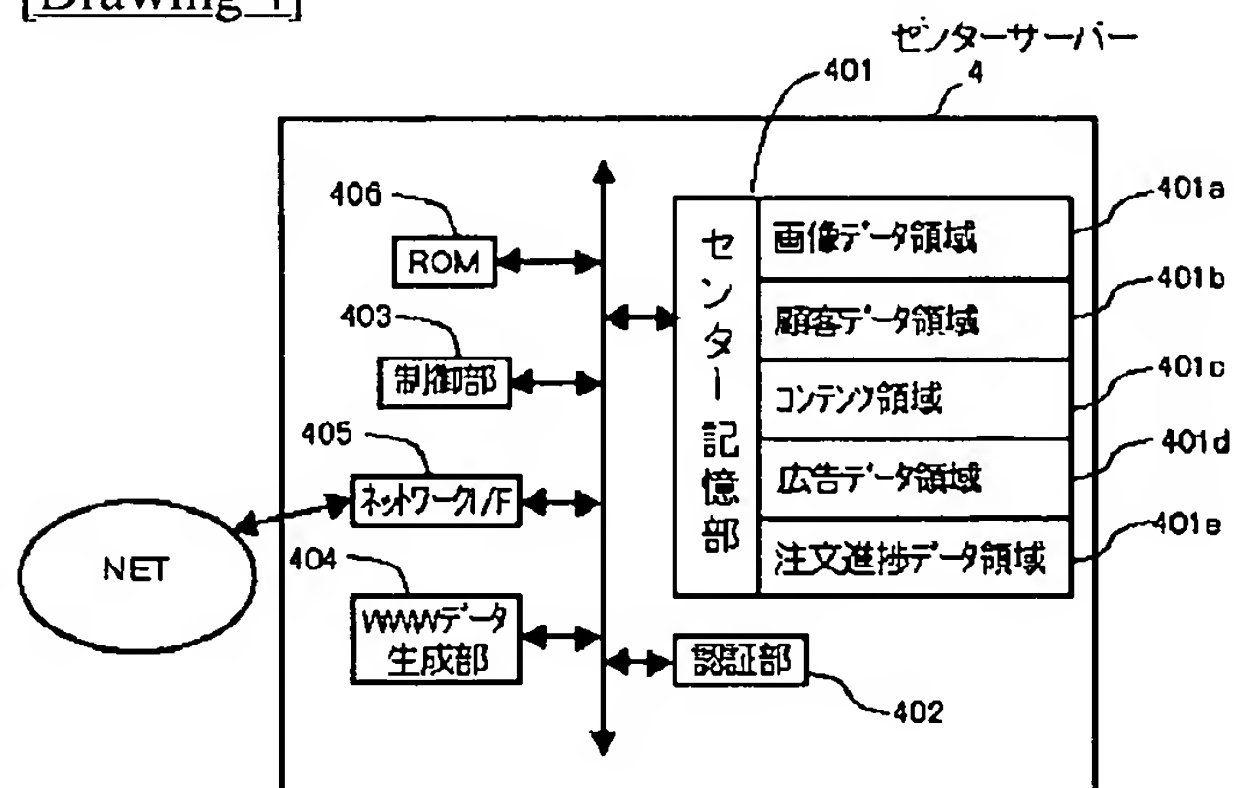 [Drawing 4]
センターサーバー
4
401
406
ROM
403
制御部
405
ネットワークI/F
NET
404
WWWデータ
生成部
センター記憶部
画像データ領域
401a
顧客データ領域
401b
コンテンツ領域
401c
広告データ領域
401d
注文進捗データ領域
401e
認証部
402